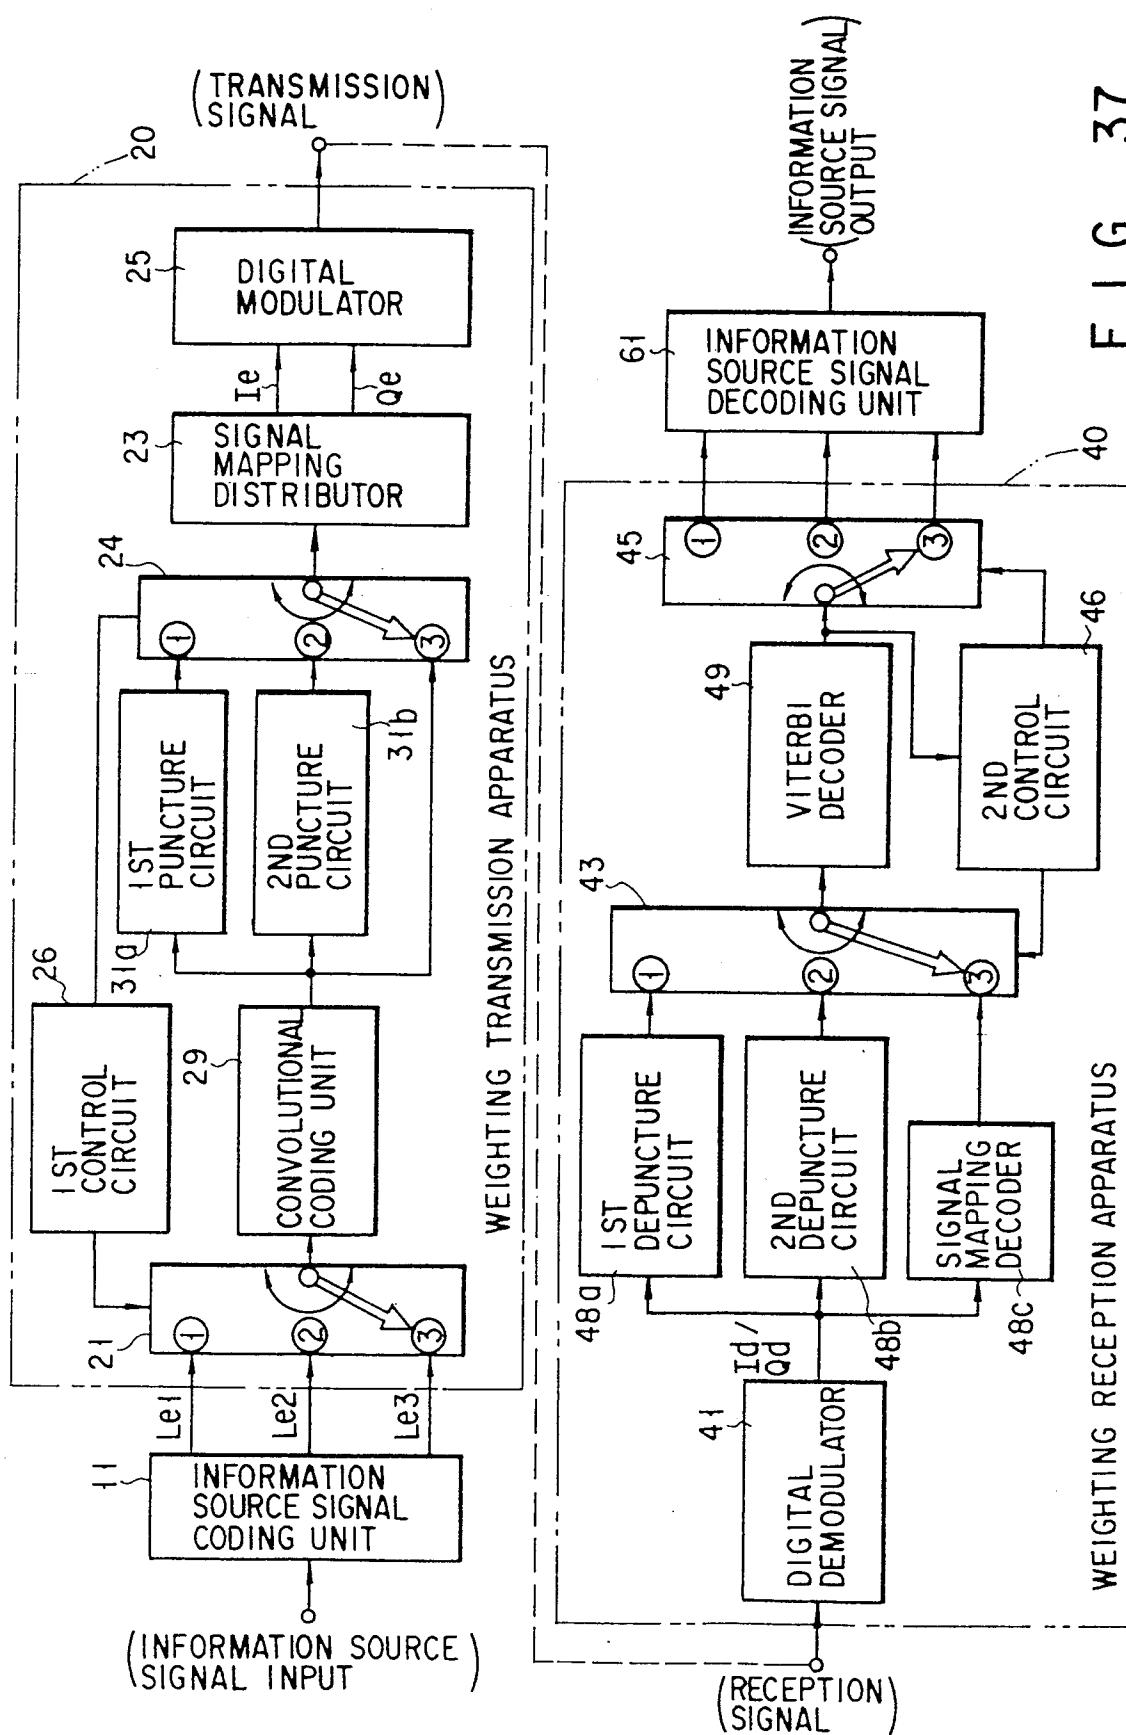 (INFORMATION SOURCE
SIGNAL INPUT)
11
INFORMATION
SOURCE SIGNAL
CODING UNIT
Le1
Le2
Le3
21
1
2
3
1ST
CONTROL
CIRCUIT
26
29
CONVOLUTIONAL
CODING UNIT
31a
1ST
PUNCTURE
CIRCUIT
2ND
PUNCTURE
CIRCUIT
31b
24
1
2
3
23
SIGNAL
MAPPING
DISTRIBUTOR
Ie
Qe
25
DIGITAL
MODULATOR
20
(TRANSMISSION
SIGNAL)
WEIGHTING TRANSMISSION APPARATUS
(RECEPTION
SIGNAL)
41
DIGITAL
DEMODULATOR
Id/
Qd
48a
1ST
DEPUNCTURE
CIRCUIT
2ND
DEPUNCTURE
CIRCUIT
48b
SIGNAL
MAPPING
DECODER
48c
43
1
2
3
49
VITERBI
DECODER
2ND
CONTROL
CIRCUIT
46
45
1
2
3
40
61
INFORMATION
SOURCE SIGNAL
DECODING UNIT
(INFORMATION
SOURCE SIGNAL)
OUTPUT
WEIGHTING RECEPTION APPARATUS
FIG. 37